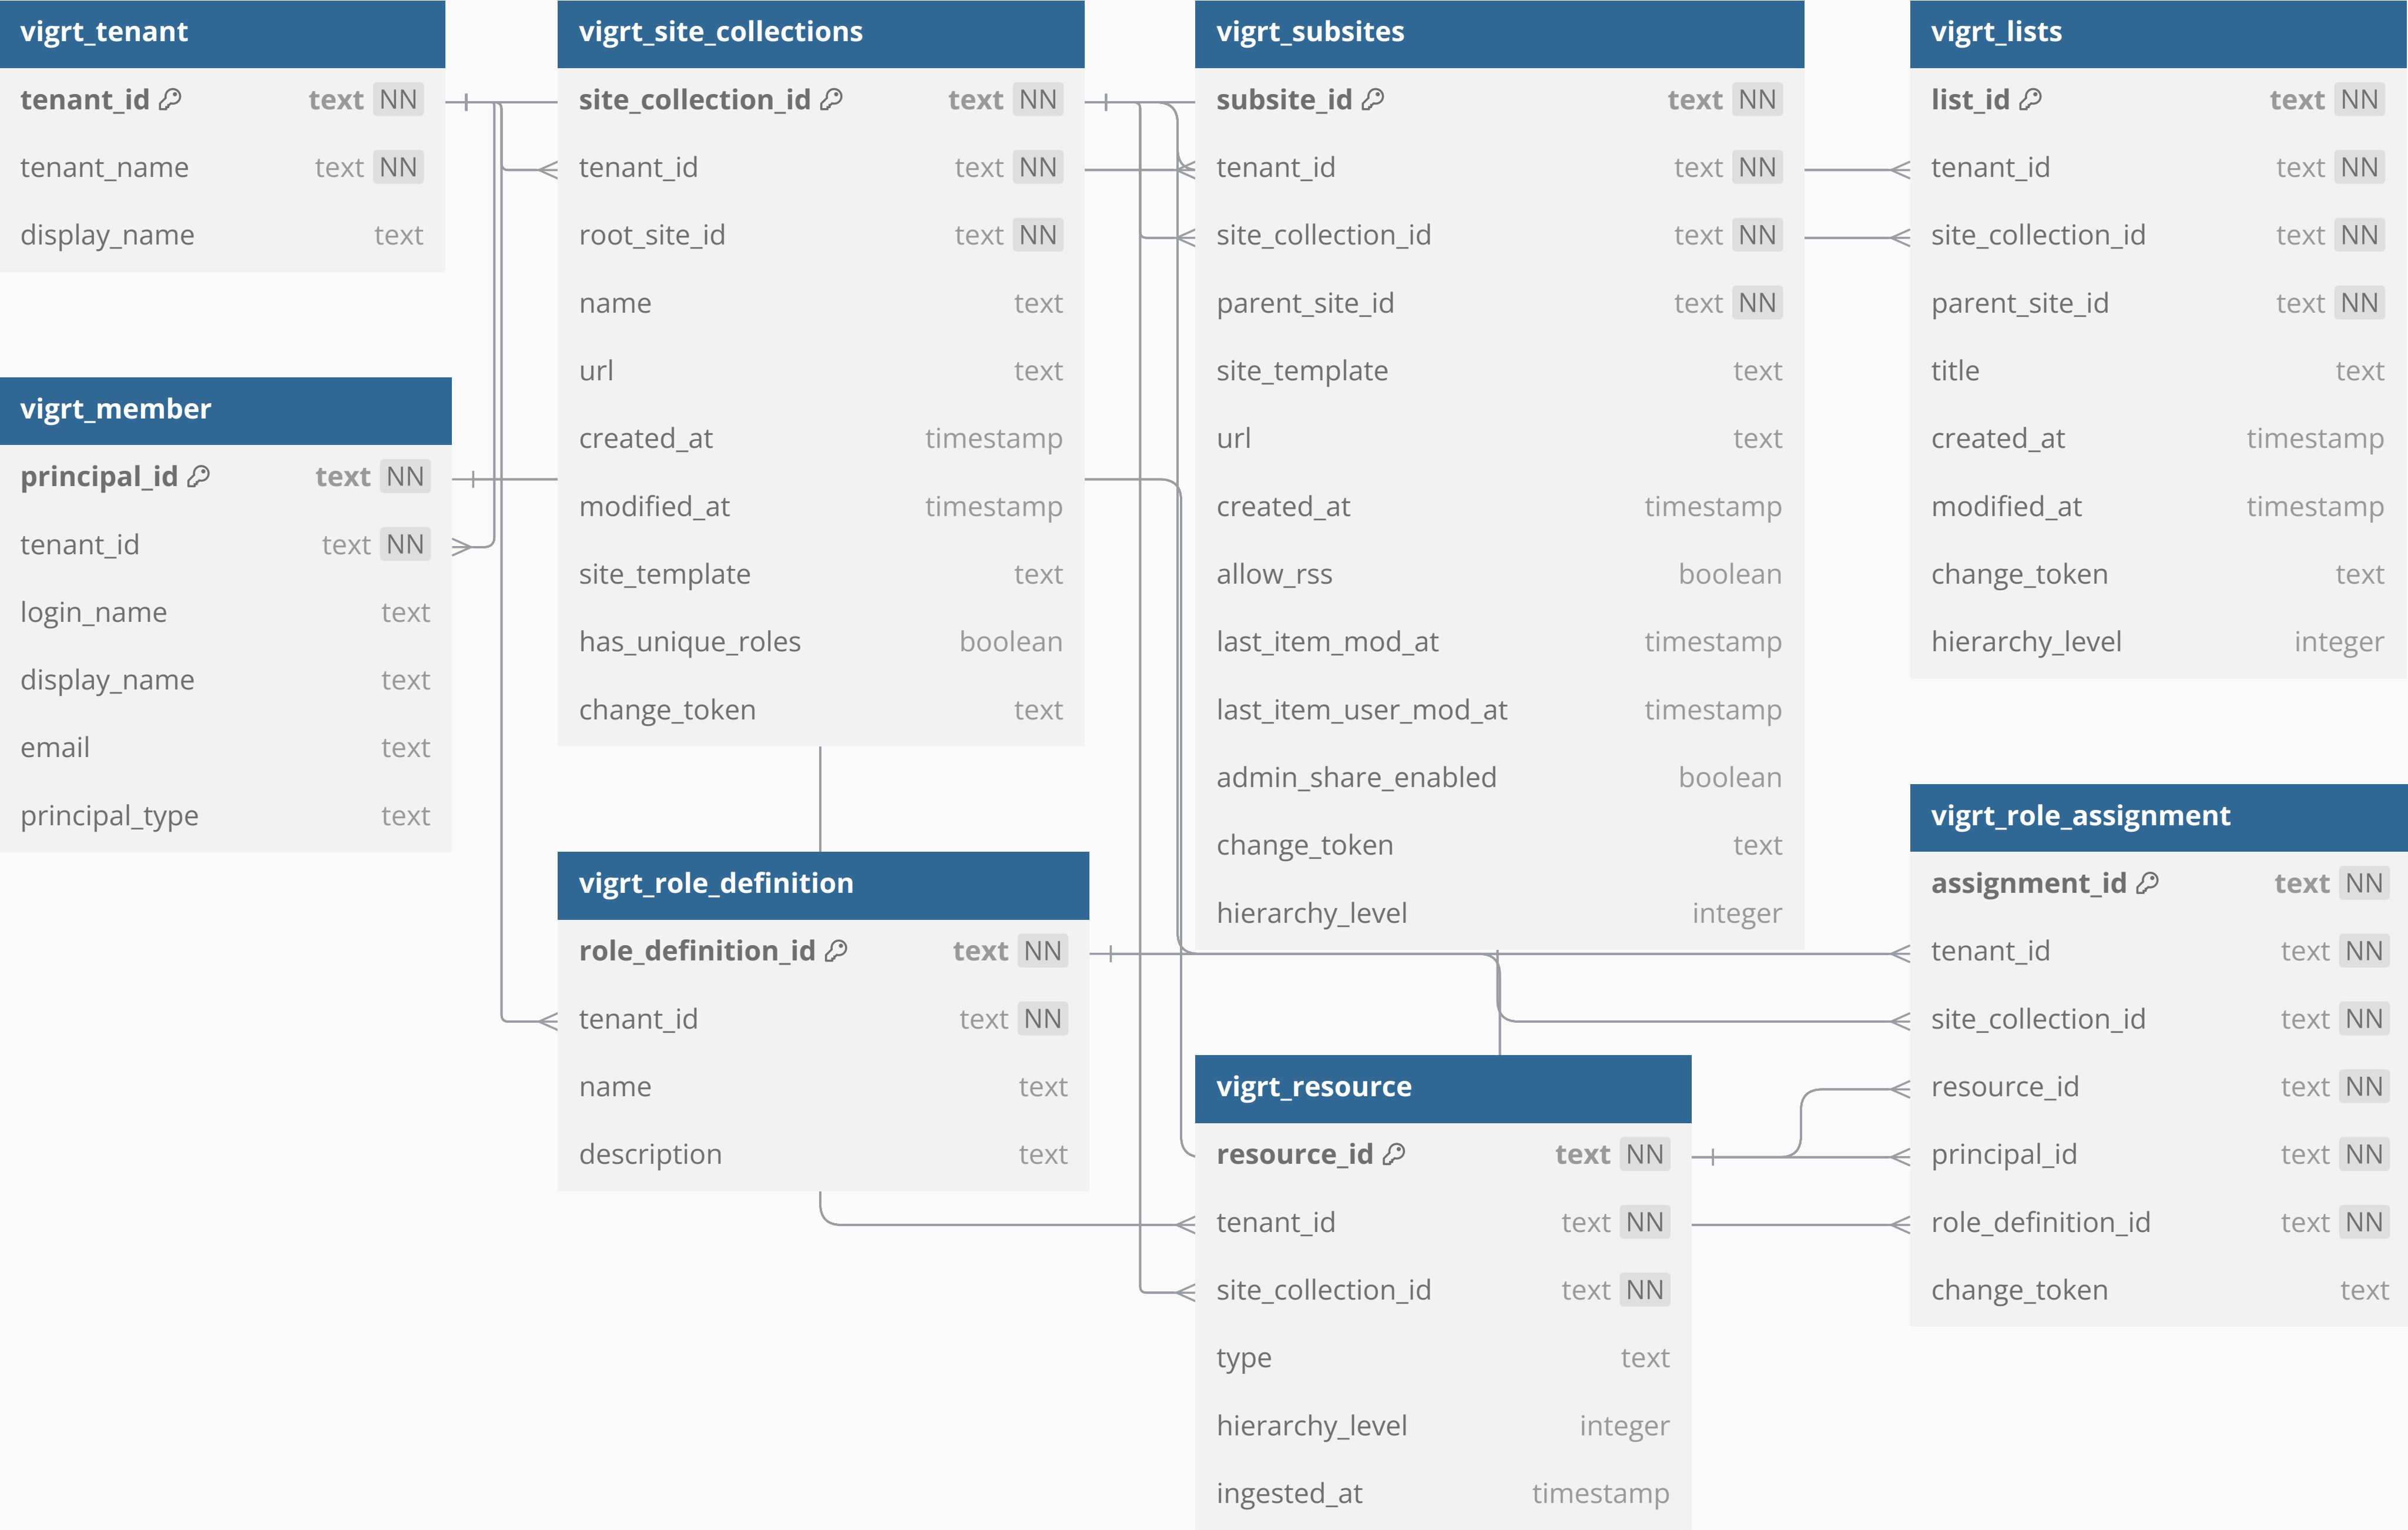 vigrt_tenant
tenant_id text NN
tenant_name text NN
display_name text
vigrt_member
principal_id text NN
tenant_id text NN
login_name text
display_name text
email text
principal_type text
vigrt_site_collections
site_collection_id text NN
tenant_id text NN
root_site_id text NN
name text
url text
created_at timestamp
modified_at timestamp
site_template text
has_unique_roles boolean
change_token text
vigrt_role_definition
role_definition_id text NN
tenant_id text NN
name text
description text
vigrt_subsites
subsite_id text NN
tenant_id text NN
site_collection_id text NN
parent_site_id text NN
site_template text
url text
created_at timestamp
allow_rss boolean
last_item_mod_at timestamp
last_item_user_mod_at timestamp
admin_share_enabled boolean
change_token text
hierarchy_level integer
vigrt_resource
resource_id text NN
tenant_id text NN
site_collection_id text NN
type text
hierarchy_level integer
ingested_at timestamp
vigrt_lists
list_id text NN
tenant_id text NN
site_collection_id text NN
parent_site_id text NN
title text
created_at timestamp
modified_at timestamp
change_token text
hierarchy_level integer
vigrt_role_assignment
assignment_id text NN
tenant_id text NN
site_collection_id text NN
resource_id text NN
principal_id text NN
role_definition_id text NN
change_token text